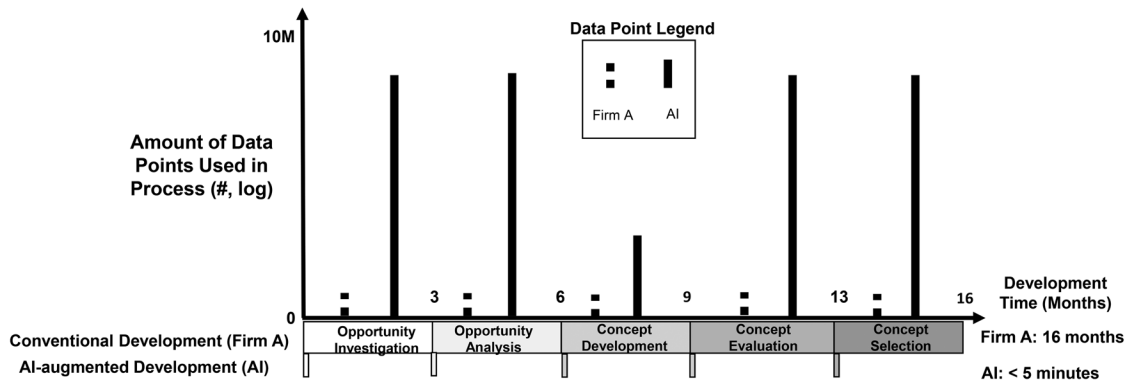 10M
Data Point Legend
Firm A
AI
Amount of Data
Points Used in
Process (#, log)
3
6
9
13
16
Development
Time (Months)
0
Conventional Development (Firm A)
Opportunity
Investigation
Opportunity
Analysis
Concept
Development
Concept
Evaluation
Concept
Selection
Firm A: 16 months
AI-augmented Development (AI)
AI: < 5 minutes